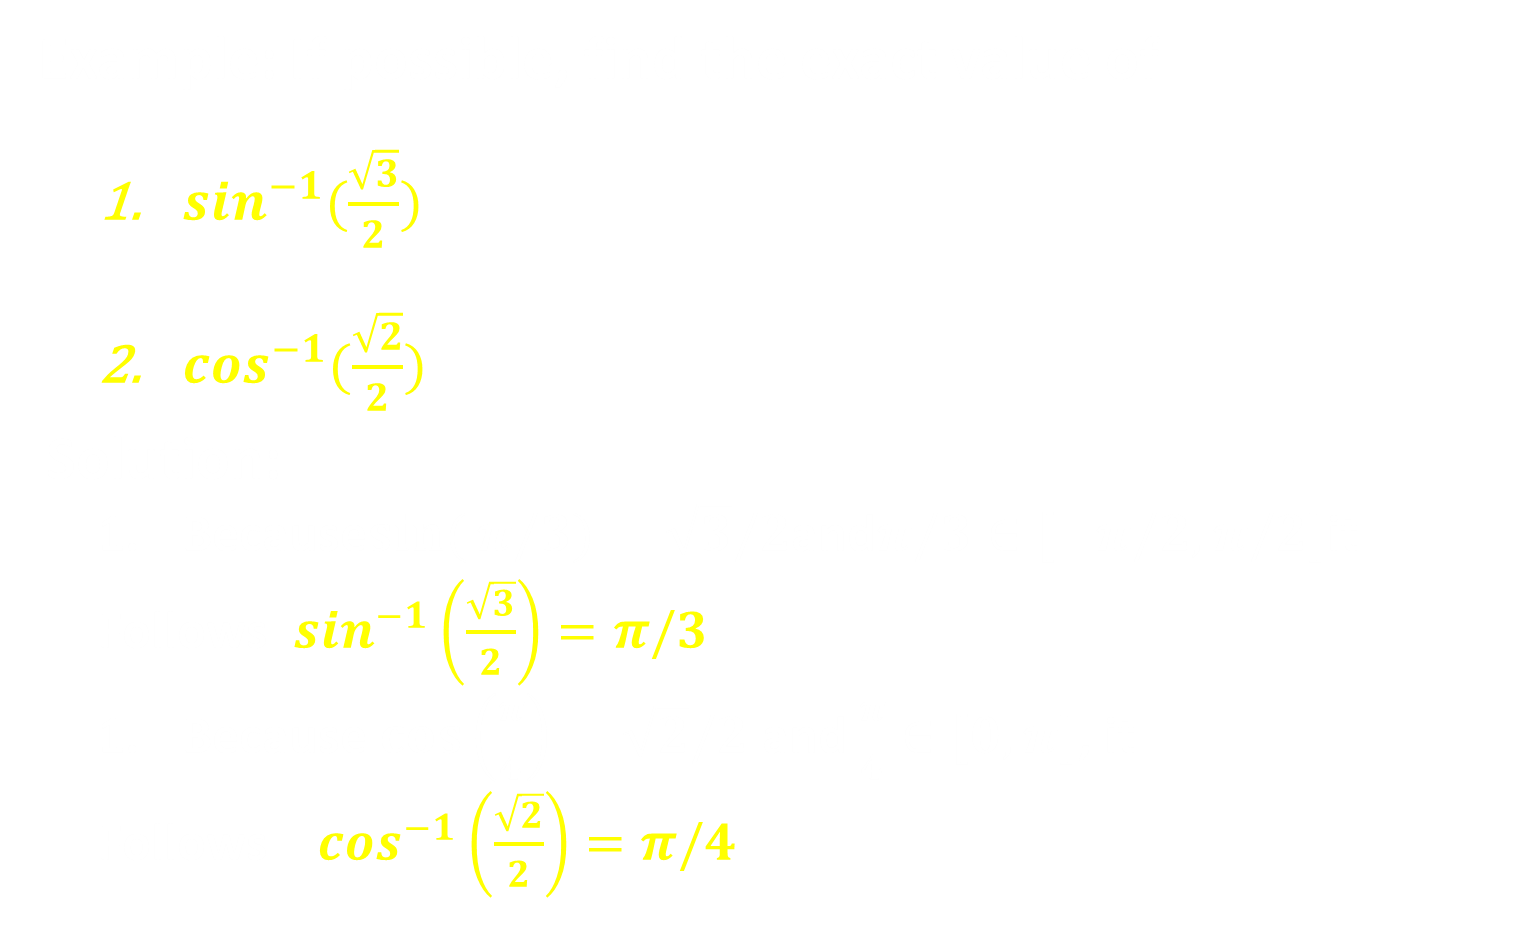 1. sin⁻¹(√3/2)
2. cos⁻¹(√2/2)
sin⁻¹(√3/2) = π/3
cos⁻¹(√2/2) = π/4